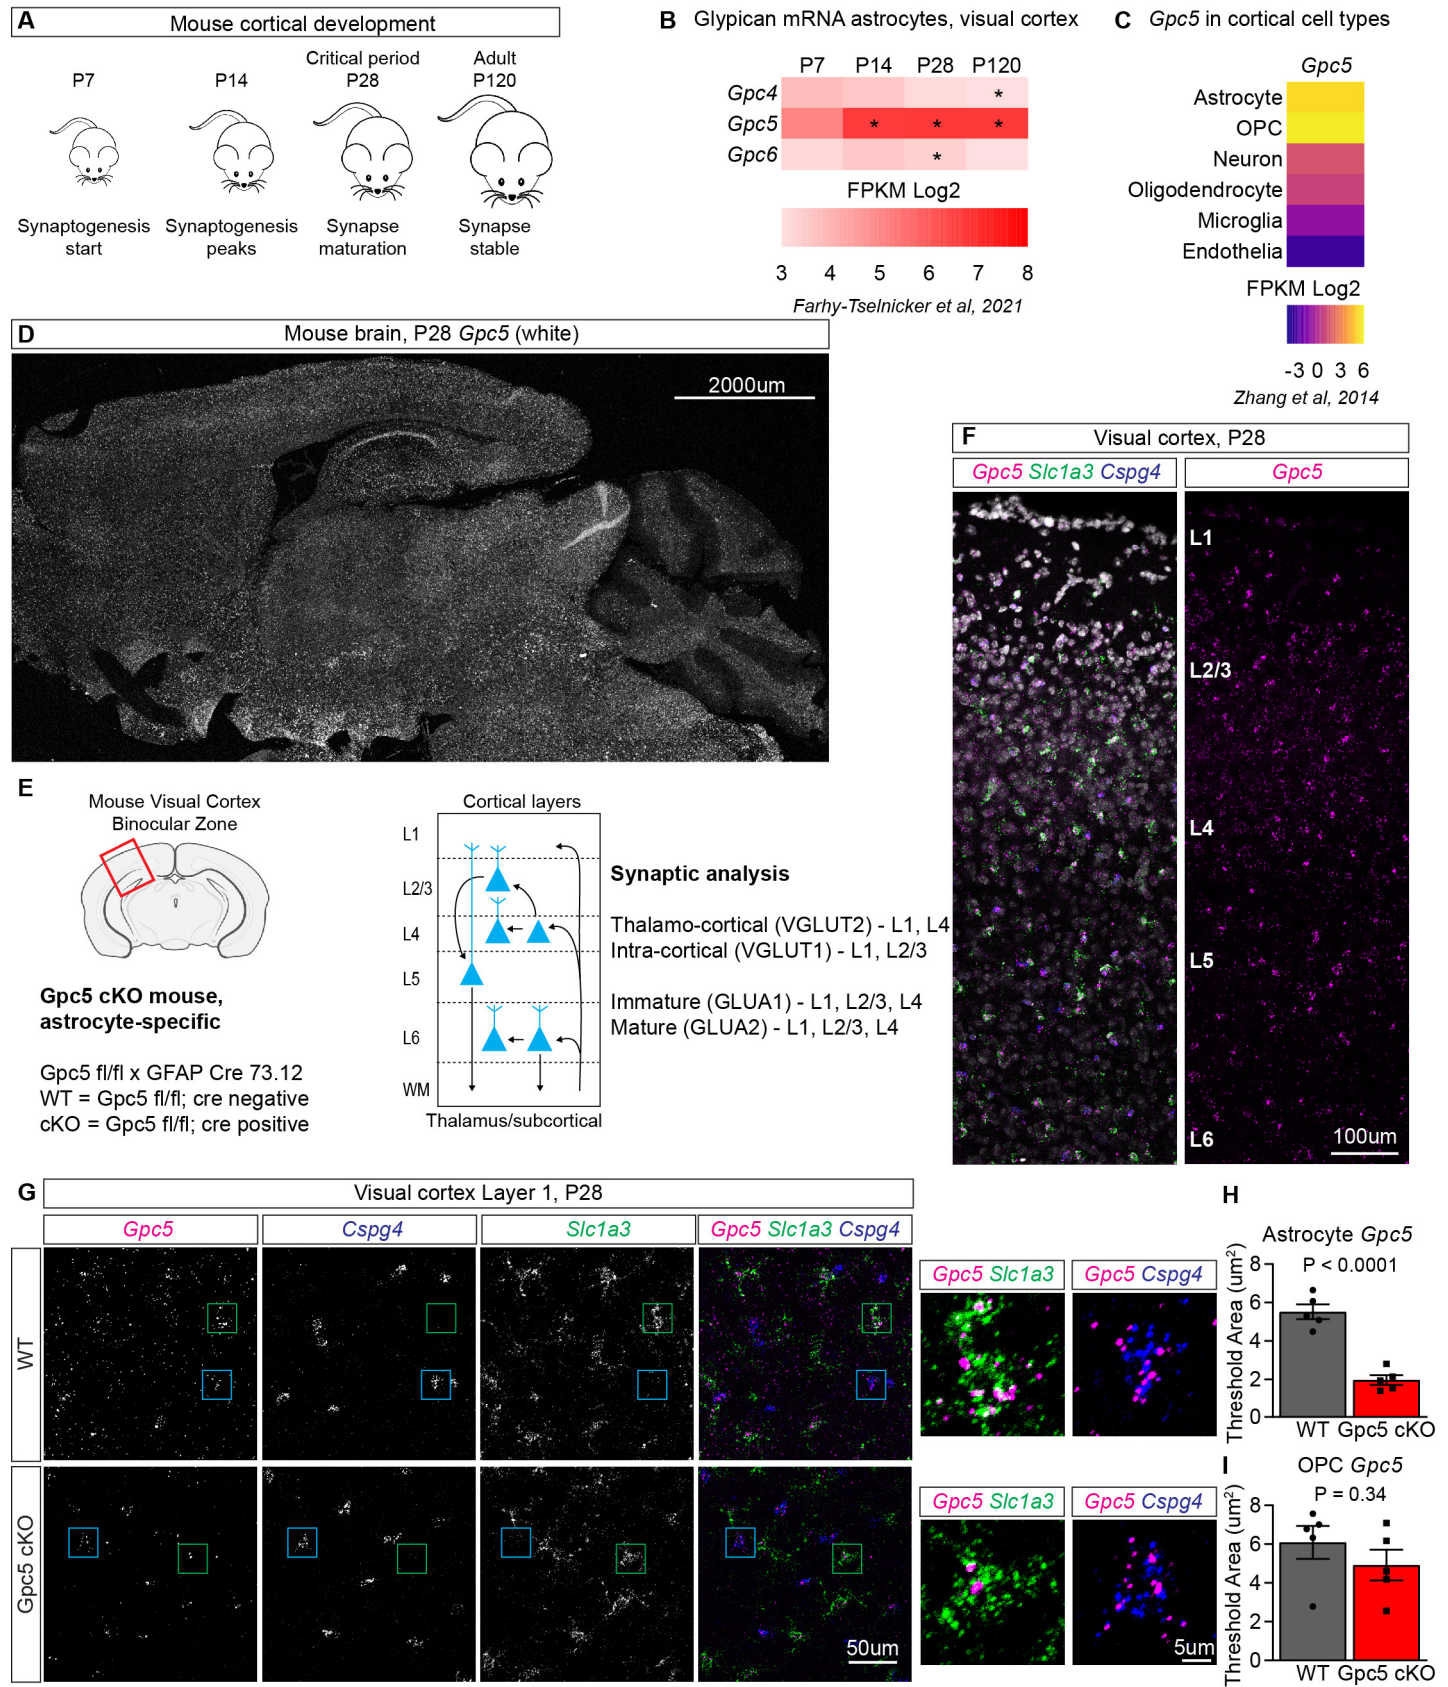 A
Mouse cortical development
P7
P14
Critical period
P28
Adult
P120
Synaptogenesis
start
Synaptogenesis
peaks
Synapse
maturation
Synapse
stable
B Glypican mRNA astrocytes, visual cortex
P7 P14 P28 P120
Gpc4 *
Gpc5 * * *
Gpc6 *
FPKM Log2
3 4 5 6 7 8
Farhy-Tselnicker et al, 2021
C Gpc5 in cortical cell types
Gpc5
Astrocyte
OPC
Neuron
Oligodendrocyte
Microglia
Endothelia
FPKM Log2
-3 0 3 6
Zhang et al, 2014
D Mouse brain, P28 Gpc5 (white)
2000um
E
Mouse Visual Cortex
Binocular Zone
Gpc5 cKO mouse,
astrocyte-specific
Gpc5 fl/fl x GFAP Cre 73.12
WT = Gpc5 fl/fl; cre negative
cKO = Gpc5 fl/fl; cre positive
Cortical layers
L1
L2/3
L4
L5
L6
WM
Thalamus/subcortical
Synaptic analysis
Thalamo-cortical (VGLUT2) - L1, L4
Intra-cortical (VGLUT1) - L1, L2/3
Immature (GLUA1) - L1, L2/3, L4
Mature (GLUA2) - L1, L2/3, L4
F Visual cortex, P28
Gpc5 Slc1a3 Cspg4
Gpc5
L1
L2/3
L4
L5
L6
100um
G Visual cortex Layer 1, P28
Gpc5
Cspg4
Slc1a3
Gpc5 Slc1a3 Cspg4
WT
Gpc5 Slc1a3
Gpc5 Cspg4
Gpc5 cKO
50um
Gpc5 Slc1a3
Gpc5 Cspg4
5um
H
Astrocyte Gpc5
P < 0.0001
Threshold Area (um²)
8
6
4
2
0
WT Gpc5 cKO
I OPC Gpc5
P = 0.34
Threshold Area (um²)
8
6
4
2
0
WT Gpc5 cKO